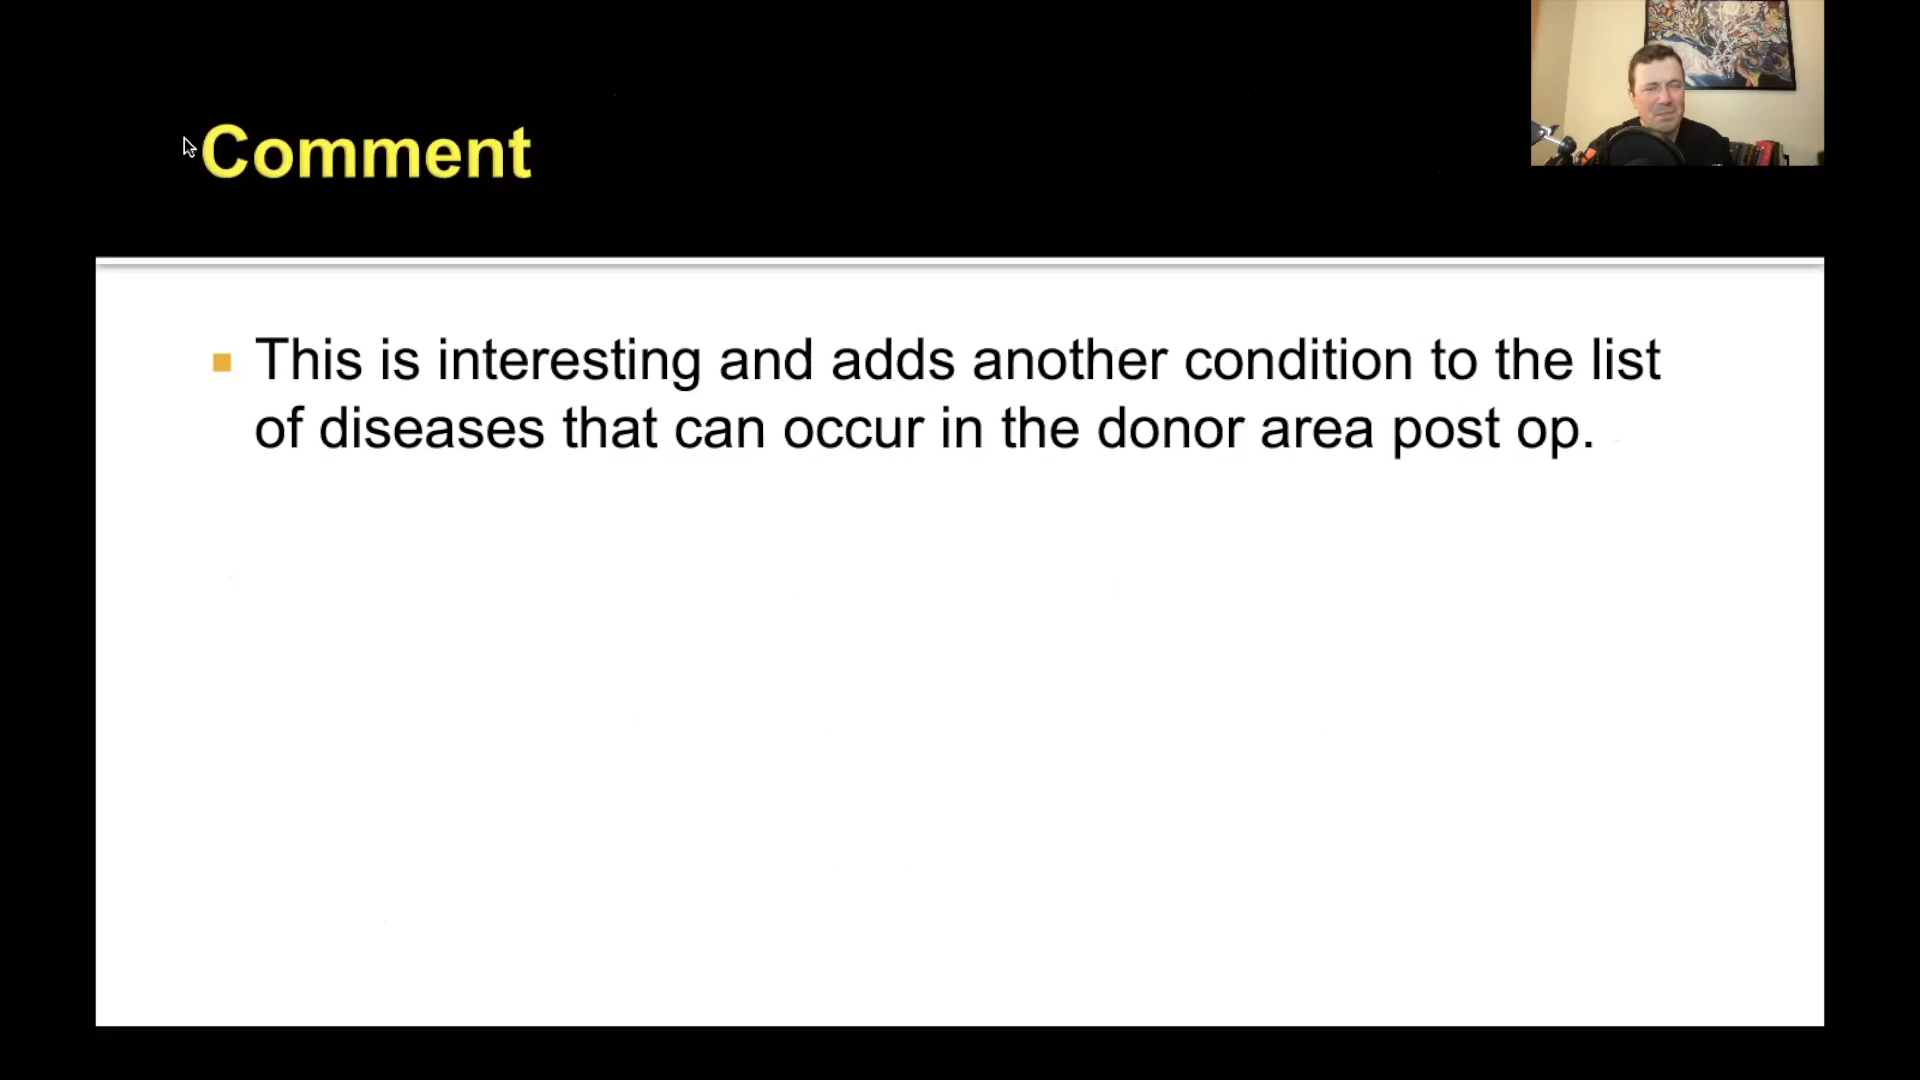 Comment
This is interesting and adds another condition to the list
of diseases that can occur in the donor area post op.